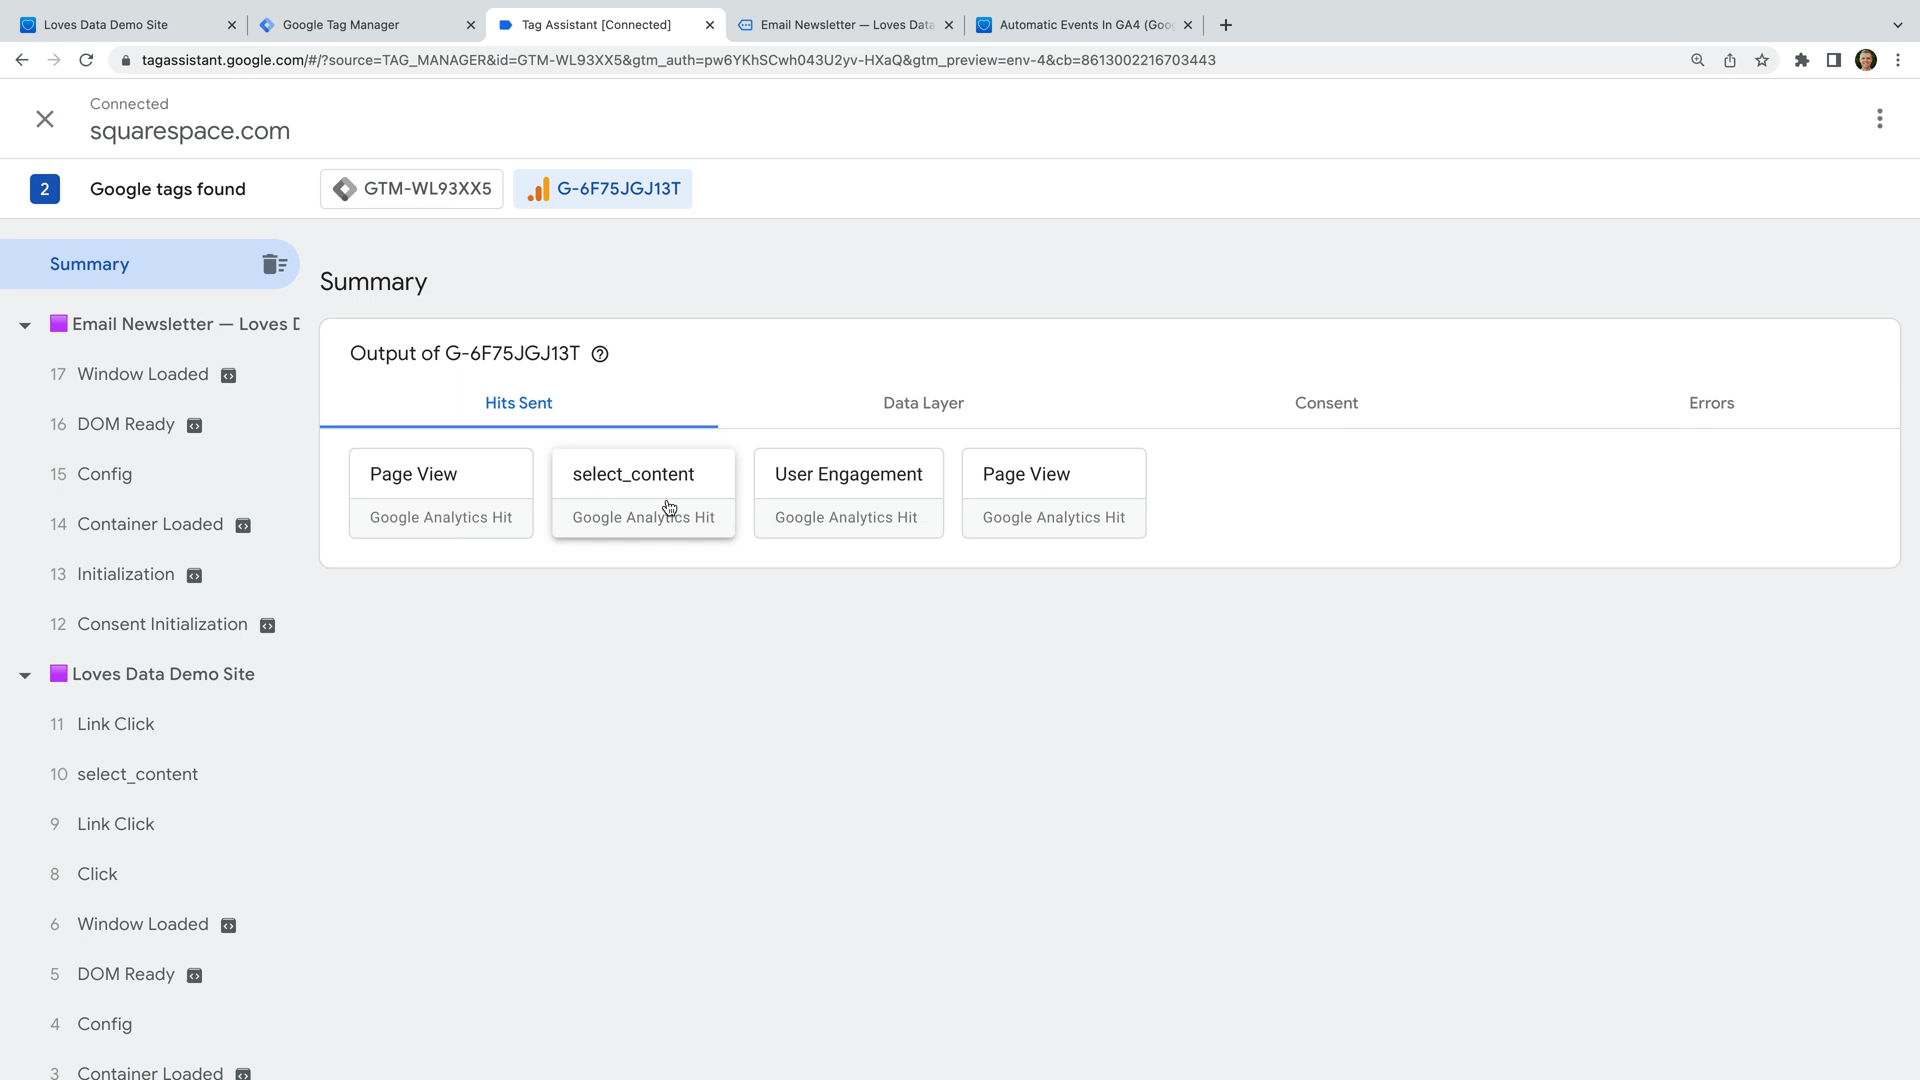 Loves Data Demo Site
Google Tag Manager
Tag Assistant [Connected]
Email Newsletter — Loves Data
Automatic Events In GA4 (Goo
tagassistant.google.com/#/?source=TAG_MANAGER&id=GTM-WL93XX5&gtm_auth=pw6YKhSCwh043U2yv-HXaQ&gtm_preview=env-4&cb=8613002216703443
Connected
squarespace.com
2
Google tags found
GTM-WL93XX5
G-6F75JGJ13T
Summary
Email Newsletter — Loves D
17 Window Loaded
16 DOM Ready
15 Config
14 Container Loaded
13 Initialization
12 Consent Initialization
Loves Data Demo Site
11 Link Click
10 select_content
9 Link Click
8 Click
6 Window Loaded
5 DOM Ready
4 Config
3 Container Loaded
Summary
Output of G-6F75JGJ13T
Hits Sent
Data Layer
Consent
Errors
Page View
Google Analytics Hit
select_content
Google Analytics Hit
User Engagement
Google Analytics Hit
Page View
Google Analytics Hit